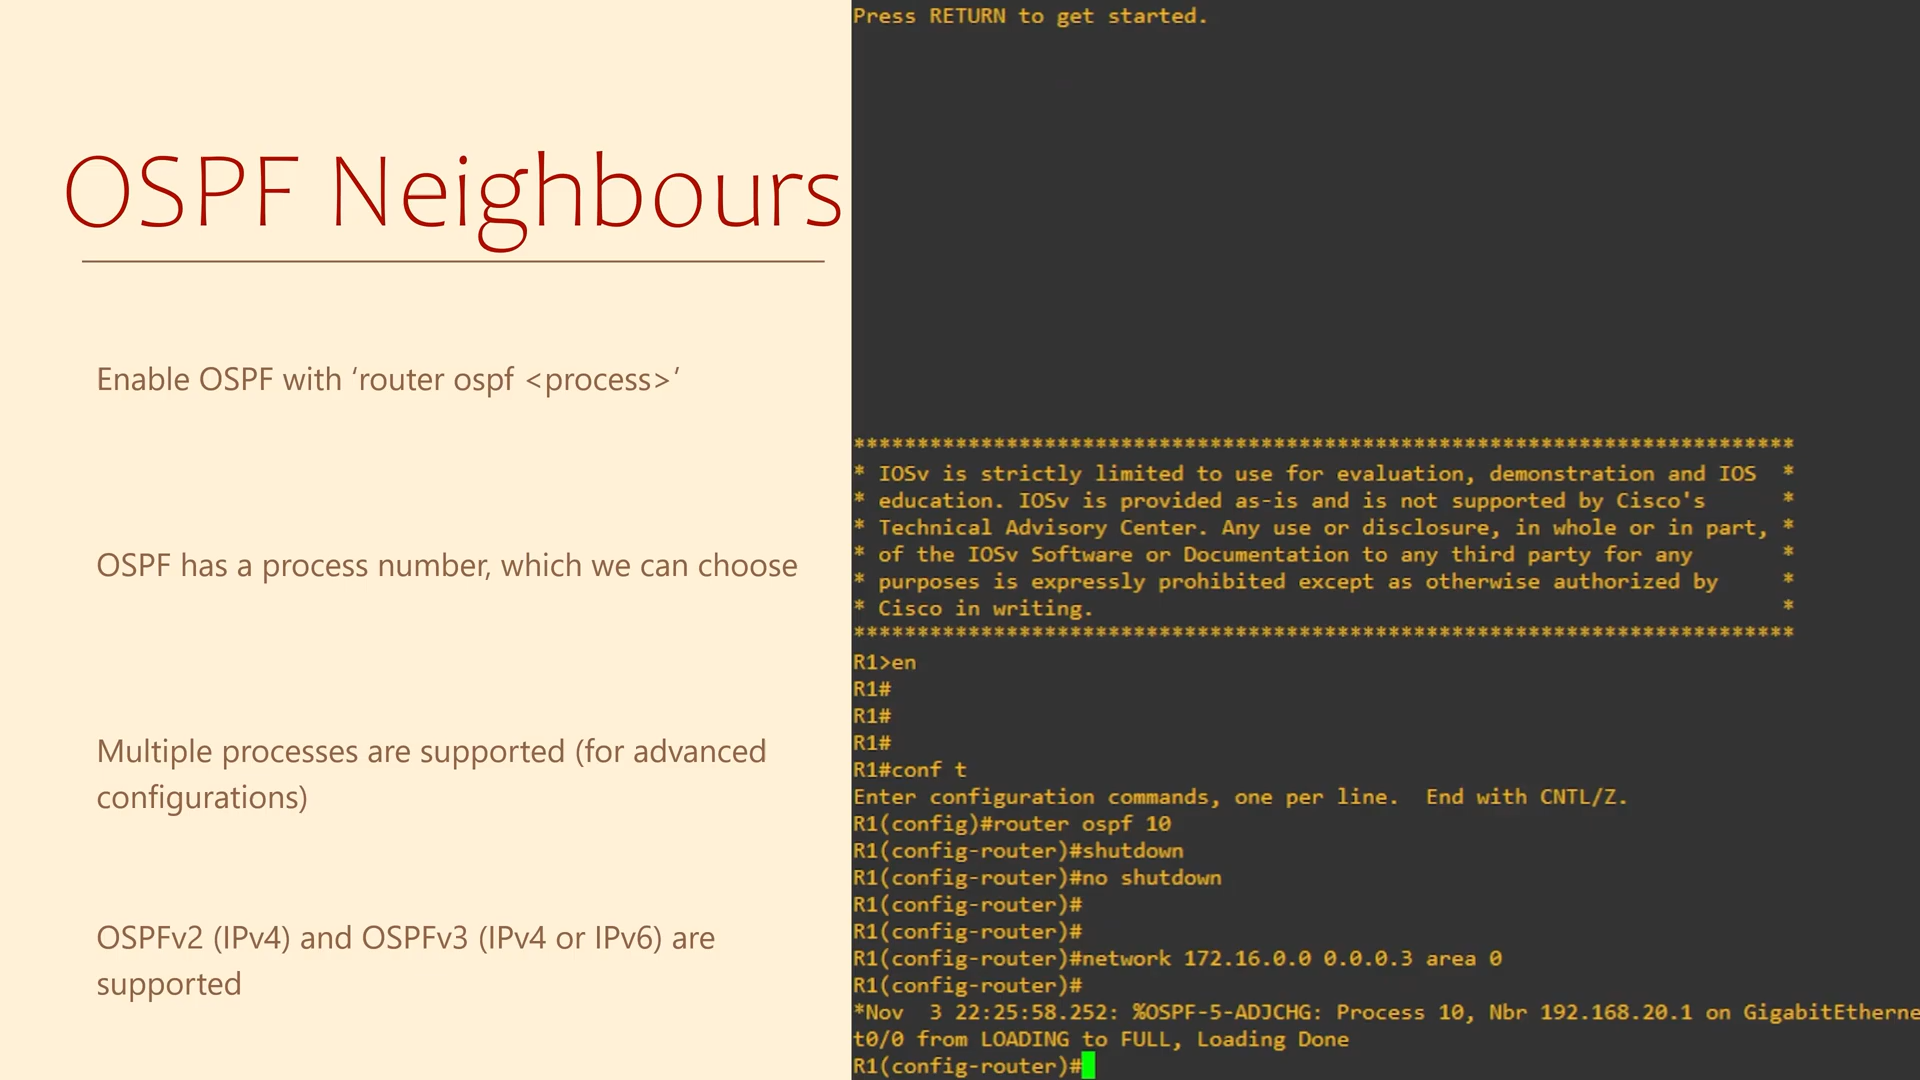 OSPF Neighbours
Enable OSPF with ‘router ospf <process>’
OSPF has a process number, which we can choose
Multiple processes are supported (for advanced
configurations)
OSPFv2 (IPv4) and OSPFv3 (IPv4 or IPv6) are
supported
Press RETURN to get started.
**************************************************************************
* IOSv is strictly limited to use for evaluation, demonstration and IOS  *
* education. IOSv is provided as-is and is not supported by Cisco's      *
* Technical Advisory Center. Any use or disclosure, in whole or in part, *
* of the IOSv Software or Documentation to any third party for any       *
* purposes is expressly prohibited except as otherwise authorized by     *
* Cisco in writing.                                                      *
**************************************************************************
R1>en
R1#
R1#
R1#
R1#conf t
Enter configuration commands, one per line.  End with CNTL/Z.
R1(config)#router ospf 10
R1(config-router)#shutdown
R1(config-router)#no shutdown
R1(config-router)#
R1(config-router)#
R1(config-router)#network 172.16.0.0 0.0.0.3 area 0
R1(config-router)#
*Nov  3 22:25:58.252: %OSPF-5-ADJCHG: Process 10, Nbr 192.168.20.1 on GigabitEtherne
t0/0 from LOADING to FULL, Loading Done
R1(config-router)#